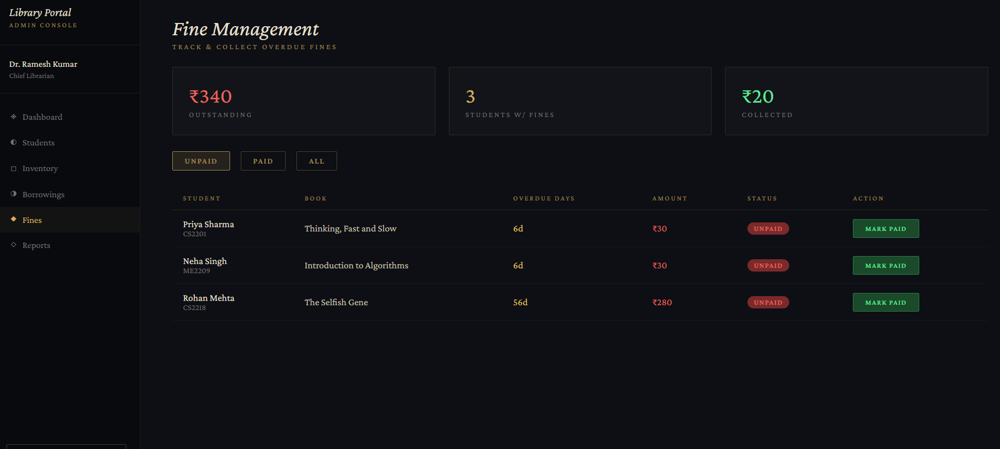 Library Portal
ADMIN CONSOLE
Dr. Ramesh Kumar
Chief Librarian
Dashboard
Students
Inventory
Borrowings
Fines
Reports
Fine Management
TRACK & COLLECT OVERDUE FINES
₹340
OUTSTANDING
3
STUDENTS W/ FINES
₹20
COLLECTED
UNPAID PAID ALL
STUDENT BOOK OVERDUE DAYS AMOUNT STATUS ACTION
Priya Sharma Thinking, Fast and Slow 6d ₹30 UNPAID MARK PAID
CS2201
Neha Singh Introduction to Algorithms 6d ₹30 UNPAID MARK PAID
ME2209
Rohan Mehta The Selfish Gene 56d ₹280 UNPAID MARK PAID
CS2218